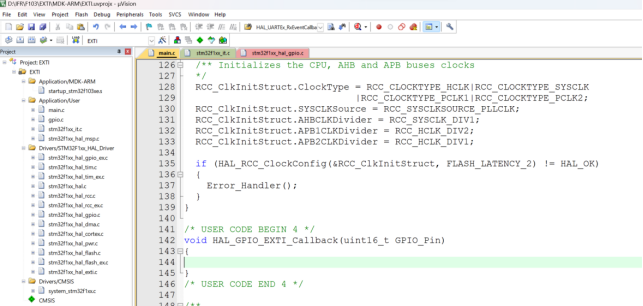 D:\IFR\F103\EXTI\MDK-ARM\EXTI.uvprojx - µVision
File Edit View Project Flash Debug Peripherals Tools SVCS Window Help
HAL_UARTEx_RxEventCallba
EXTI
Project
main.c
stm32f1xx_it.c
stm32f1xx_hal_gpio.c
Project: EXTI
EXTI
Application/MDK-ARM
startup_stm32f103xe.s
Application/User
main.c
gpio.c
stm32f1xx_it.c
stm32f1xx_hal_msp.c
Drivers/STM32F1xx_HAL_Driver
stm32f1xx_hal_gpio_ex.c
stm32f1xx_hal_tim.c
stm32f1xx_hal_tim_ex.c
stm32f1xx_hal.c
stm32f1xx_hal_rcc.c
stm32f1xx_hal_rcc_ex.c
stm32f1xx_hal_gpio.c
stm32f1xx_hal_dma.c
stm32f1xx_hal_cortex.c
stm32f1xx_hal_pwr.c
stm32f1xx_hal_flash.c
stm32f1xx_hal_flash_ex.c
stm32f1xx_hal_exti.c
Drivers/CMSIS
system_stm32f1xx.c
CMSIS
126 /** Initializes the CPU, AHB and APB buses clocks
127 */
128 RCC_ClkInitStruct.ClockType = RCC_CLOCKTYPE_HCLK|RCC_CLOCKTYPE_SYSCLK
129 |RCC_CLOCKTYPE_PCLK1|RCC_CLOCKTYPE_PCLK2;
130 RCC_ClkInitStruct.SYSCLKSource = RCC_SYSCLKSOURCE_PLLCLK;
131 RCC_ClkInitStruct.AHBCLKDivider = RCC_SYSCLK_DIV1;
132 RCC_ClkInitStruct.APB1CLKDivider = RCC_HCLK_DIV2;
133 RCC_ClkInitStruct.APB2CLKDivider = RCC_HCLK_DIV1;
134
135 if (HAL_RCC_ClockConfig(&RCC_ClkInitStruct, FLASH_LATENCY_2) != HAL_OK)
136 {
137 Error_Handler();
138 }
139 }
140
141 /* USER CODE BEGIN 4 */
142 void HAL_GPIO_EXTI_Callback(uint16_t GPIO_Pin)
143 {
144
145 }
146 /* USER CODE END 4 */
147
148 /**